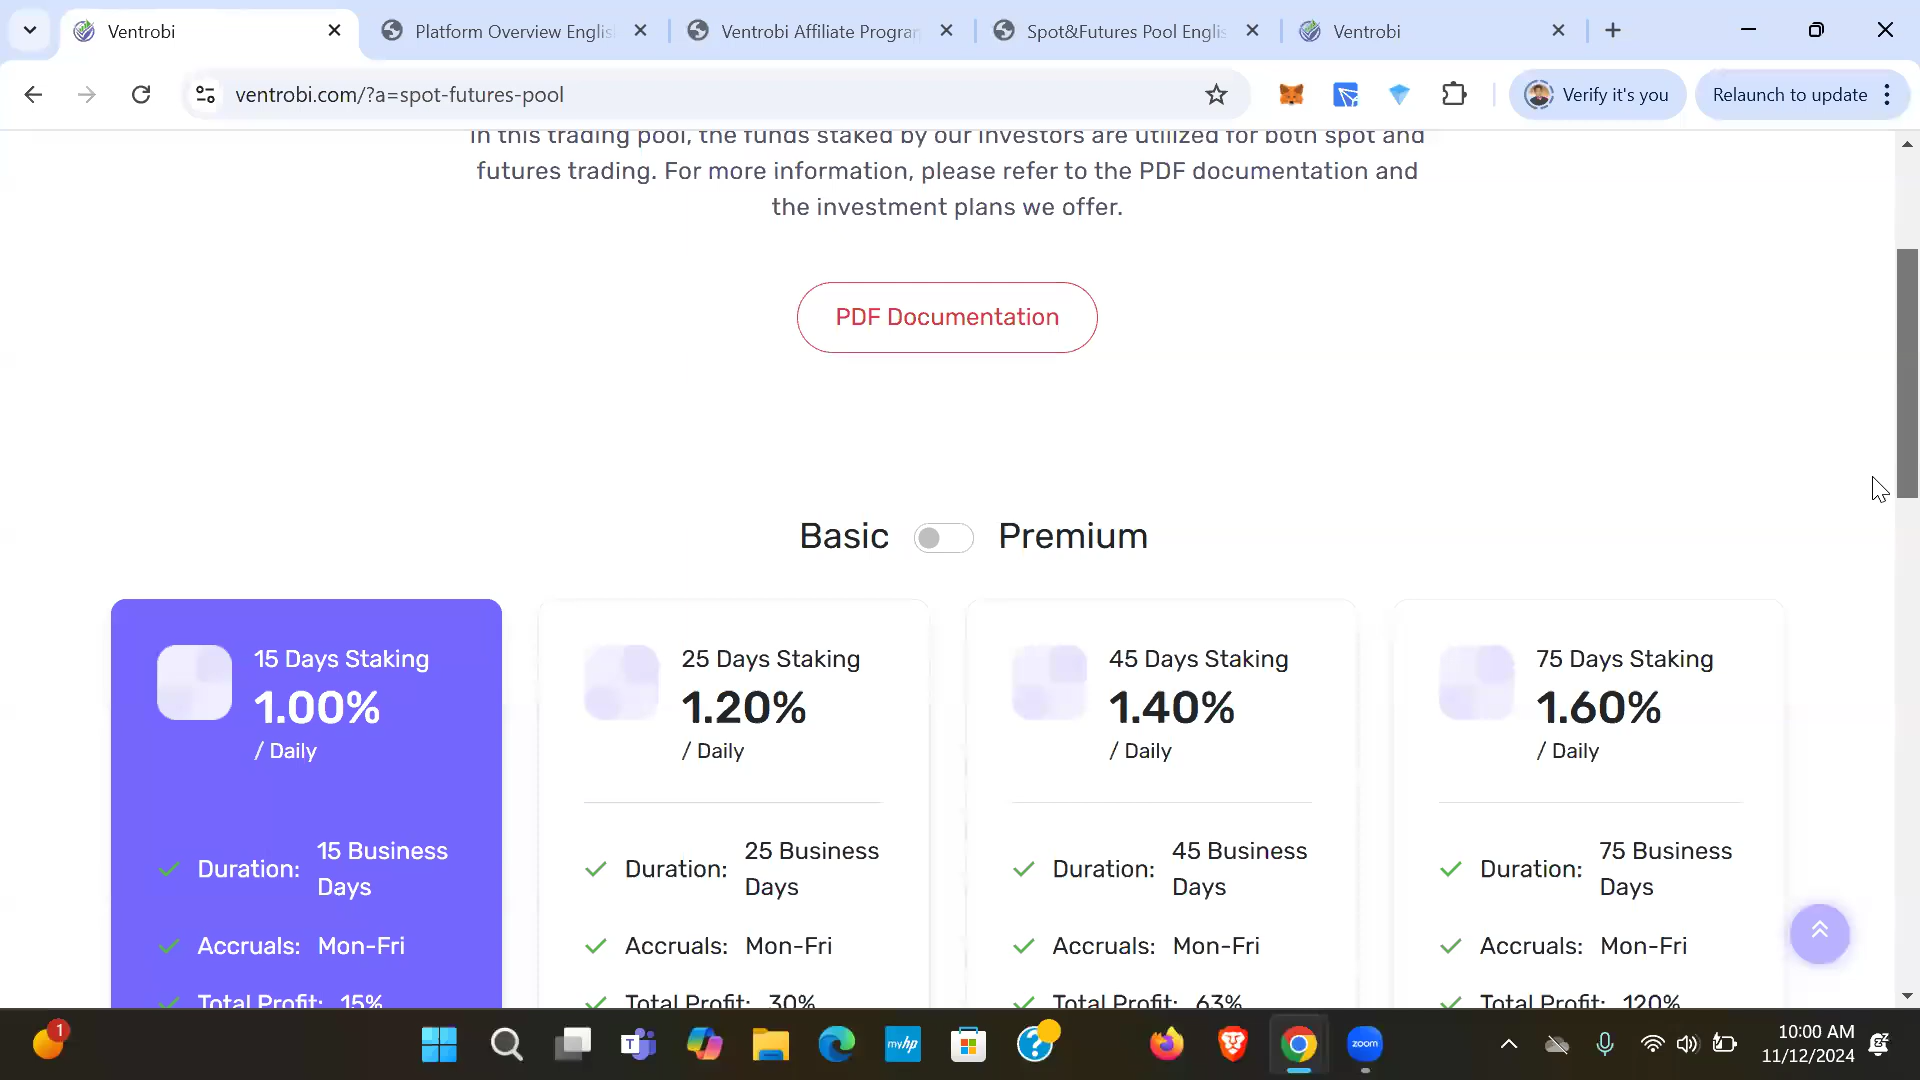 Ventrobi
Platform Overview Englis
Ventrobi Affiliate Progra
Spot&Futures Pool Englis
Ventrobi
ventrobi.com/?a=spot-futures-pool
Verify it's you
Relaunch to update
In this trading pool, the funds staked by our investors are utilized for both spot and
futures trading. For more information, please refer to the PDF documentation and
the investment plans we offer.
PDF Documentation
Basic
Premium
15 Days Staking
1.00%
/ Daily
Duration: 15 Business Days
Accruals: Mon-Fri
Total Profit: 15%
25 Days Staking
1.20%
/ Daily
Duration: 25 Business Days
Accruals: Mon-Fri
Total Profit: 30%
45 Days Staking
1.40%
/ Daily
Duration: 45 Business Days
Accruals: Mon-Fri
Total Profit: 63%
75 Days Staking
1.60%
/ Daily
Duration: 75 Business Days
Accruals: Mon-Fri
Total Profit: 120%
1
myhp
zoom
10:00 AM
11/12/2024